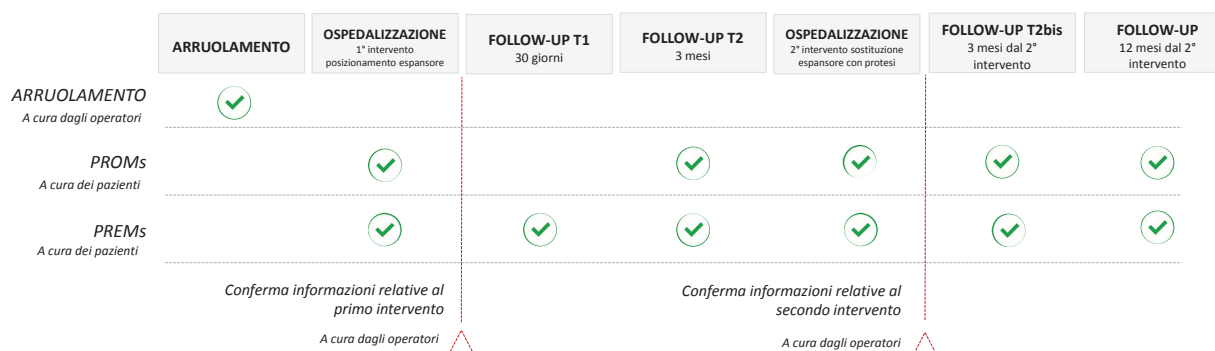 ARRUOLAMENTO
OSPEDALIZZAZIONE
1° intervento
posizionamento espansore
FOLLOW-UP T1
30 giorni
FOLLOW-UP T2
3 mesi
OSPEDALIZZAZIONE
2° intervento sostituzione
espansore con protesi
FOLLOW-UP T2bis
3 mesi dal 2°
intervento
FOLLOW-UP
12 mesi dal 2°
intervento
ARRUOLAMENTO
A cura dagli operatori
PROMs
A cura dei pazienti
PREMs
A cura dei pazienti
Conferma informazioni relative al
primo intervento
A cura dagli operatori
Conferma informazioni relative al
secondo intervento
A cura dagli operatori